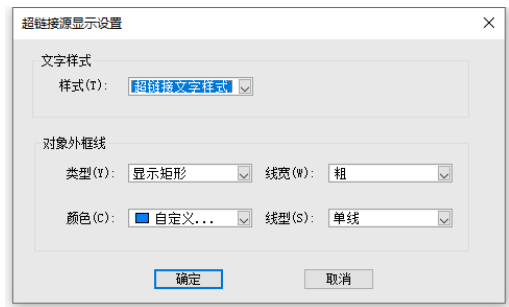 超链接源显示设置
文字样式
样式(T): 超链接文字样式
对象外框线
类型(Y): 显示矩形 线宽(W): 粗
颜色(C): 自定义... 线型(S): 单线
确定 取消